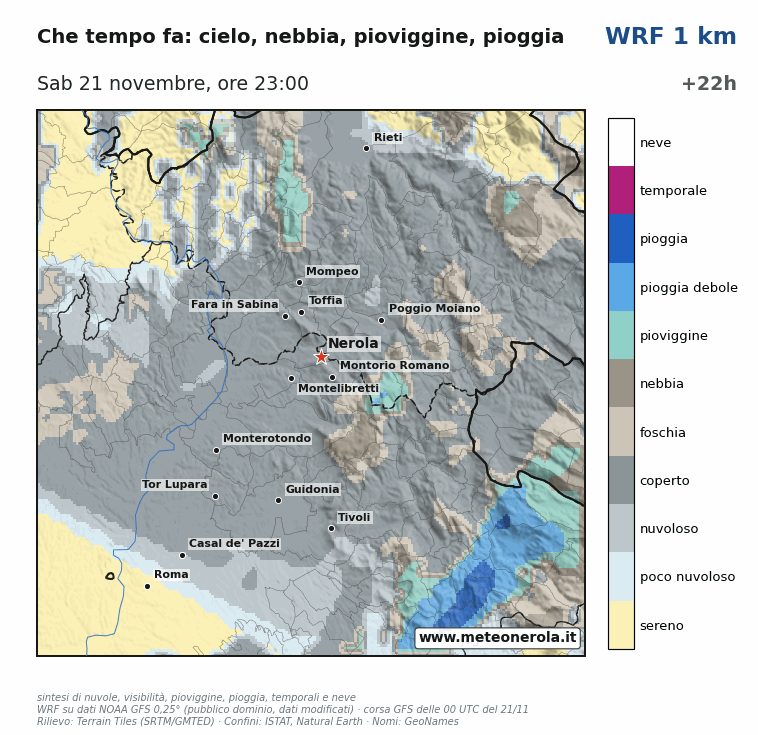 Che tempo fa: cielo, nebbia, pioviggine, pioggia
WRF 1 km
Sab 21 novembre, ore 23:00
+22h
Rieti
Mompeo
Fara in Sabina
Toffia
Poggio Moiano
Nerola
Montorio Romano
Montelibretti
Monterotondo
Tor Lupara
Guidonia
Tivoli
Casal de' Pazzi
Roma
www.meteonerola.it
neve
temporale
pioggia
pioggia debole
pioviggine
nebbia
foschia
coperto
nuvoloso
poco nuvoloso
sereno
sintesi di nuvole, visibilità, pioviggine, pioggia, temporali e neve
WRF su dati NOAA GFS 0,25° (pubblico dominio, dati modificati) · corsa GFS delle 00 UTC del 21/11
Rilievo: Terrain Tiles (SRTM/GMTED) · Confini: ISTAT, Natural Earth · Nomi: GeoNames